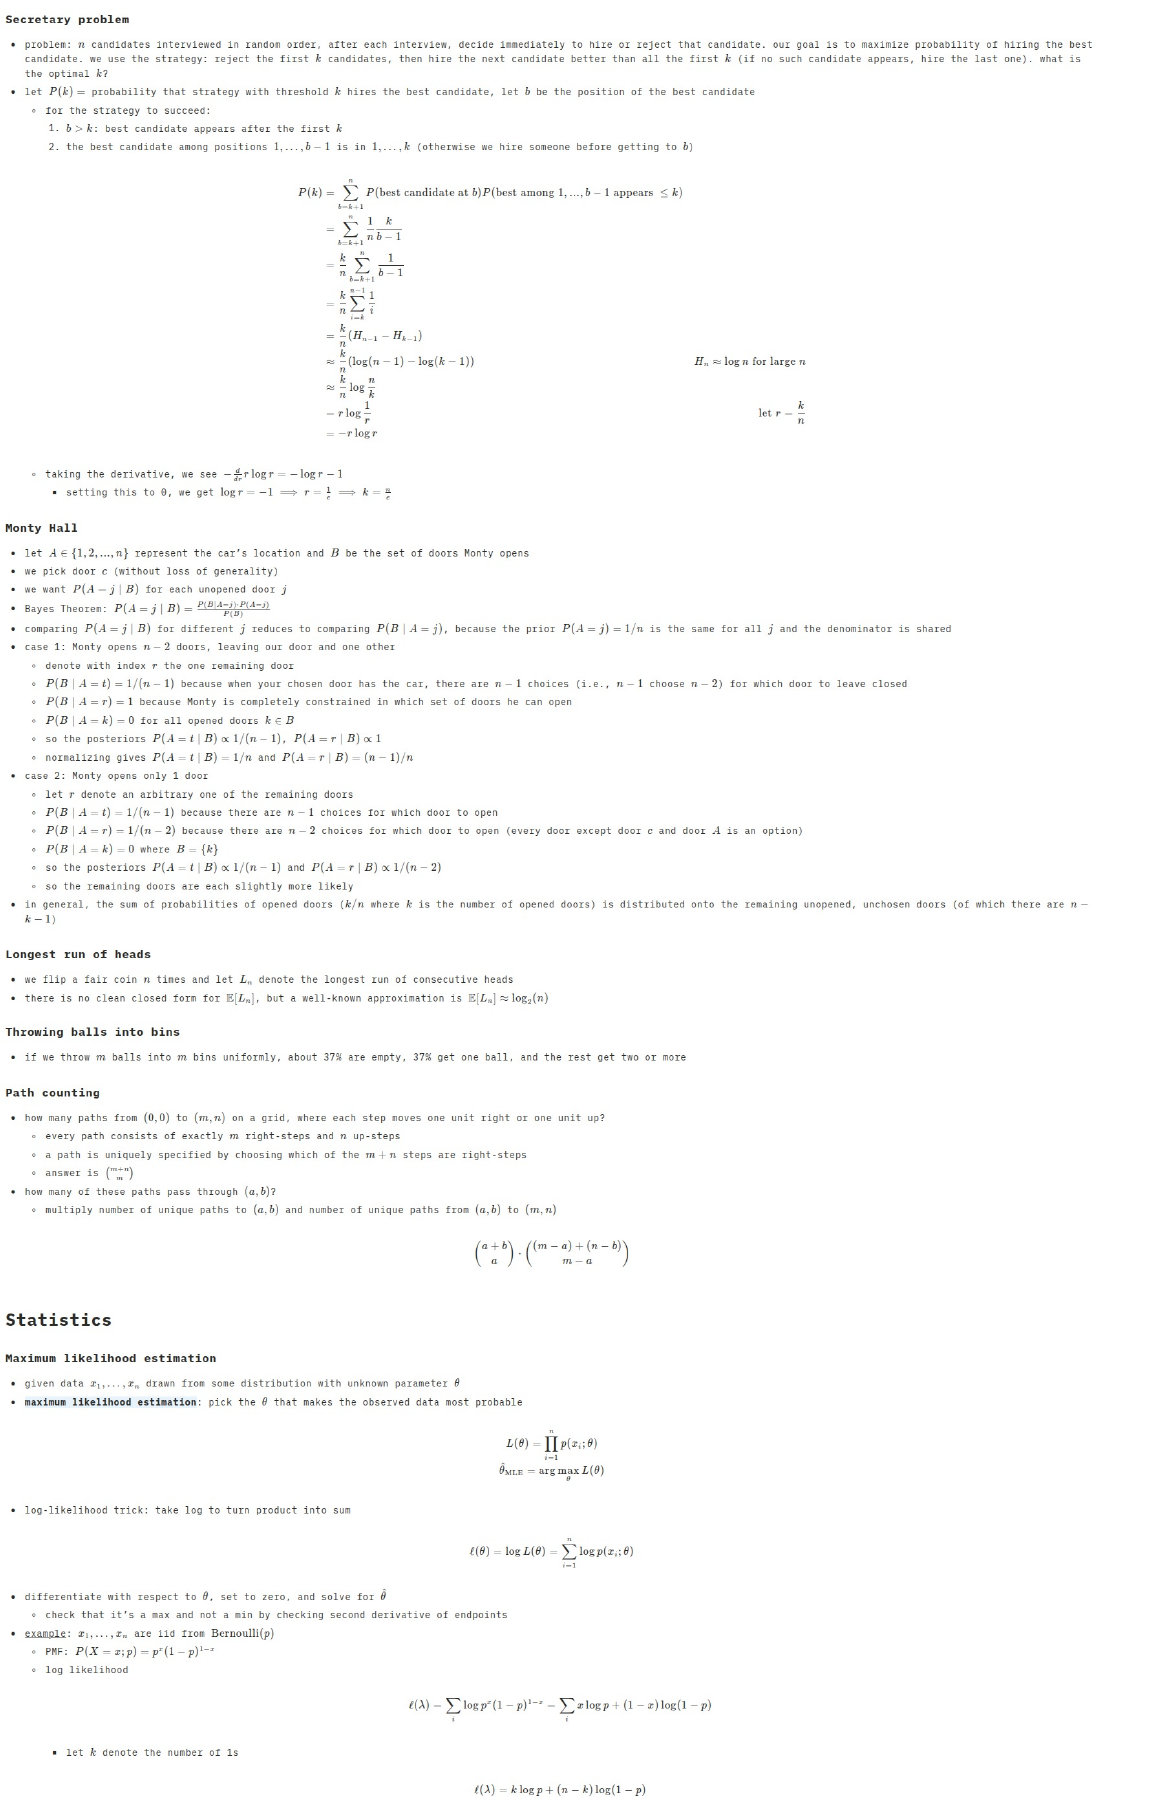 Secretary problem
• problem: n candidates interviewed in random order, after each interview, decide immediately to hire or reject that candidate. our goal is to maximize probability of hiring the best
candidate. we use the strategy: reject the first k candidates, then hire the next candidate better than all the first k (if no such candidate appears, hire the last one). what is
the optimal k?
• let P(k) = probability that strategy with threshold k hires the best candidate, let b be the position of the best candidate
◦ for the strategy to succeed:
1. b > k: best candidate appears after the first k
2. the best candidate among positions 1,...,b − 1 is in 1,...,k (otherwise we hire someone before getting to b)
P(k) = ∑_{b=k+1}^{n} P(best candidate at b)P(best among 1,...,b − 1 appears ≤ k)
= ∑_{b=k+1}^{n} \frac{1}{n} \frac{k}{b−1}
= \frac{k}{n} ∑_{b=k+1}^{n} \frac{1}{b−1}
= \frac{k}{n} ∑_{i=k}^{n−1} \frac{1}{i}
= \frac{k}{n}(H_{n−1} − H_{k−1})
≈ \frac{k}{n}(log(n − 1) − log(k − 1)) H_n ≈ log n for large n
≈ \frac{k}{n} log \frac{n}{k}
= r log \frac{1}{r} let r = \frac{k}{n}
= −r log r
◦ taking the derivative, we see −\frac{d}{dr} r log r = −log r − 1
▪ setting this to 0, we get log r = −1 ⟹ r = \frac{1}{e} ⟹ k = \frac{n}{e}
Monty Hall
• let A ∈ {1,2,...,n} represent the car's location and B be the set of doors Monty opens
• we pick door c (without loss of generality)
• we want P(A = j | B) for each unopened door j
• Bayes Theorem: P(A = j | B) = \frac{P(B|A=j)·P(A=j)}{P(B)}
• comparing P(A = j | B) for different j reduces to comparing P(B | A = j), because the prior P(A = j) = 1/n is the same for all j and the denominator is shared
• case 1: Monty opens n − 2 doors, leaving our door and one other
◦ denote with index r the one remaining door
◦ P(B | A = t) = 1/(n − 1) because when your chosen door has the car, there are n − 1 choices (i.e., n − 1 choose n − 2) for which door to leave closed
◦ P(B | A = r) = 1 because Monty is completely constrained in which set of doors he can open
◦ P(B | A = k) = 0 for all opened doors k ∈ B
◦ so the posteriors P(A = t | B) ∝ 1/(n − 1), P(A = r | B) ∝ 1
◦ normalizing gives P(A = t | B) = 1/n and P(A = r | B) = (n − 1)/n
• case 2: Monty opens only 1 door
◦ let r denote an arbitrary one of the remaining doors
◦ P(B | A = t) = 1/(n − 1) because there are n − 1 choices for which door to open
◦ P(B | A = r) = 1/(n − 2) because there are n − 2 choices for which door to open (every door except door c and door A is an option)
◦ P(B | A = k) = 0 where B = {k}
◦ so the posteriors P(A = t | B) ∝ 1/(n − 1) and P(A = r | B) ∝ 1/(n − 2)
◦ so the remaining doors are each slightly more likely
• in general, the sum of probabilities of opened doors (k/n where k is the number of opened doors) is distributed onto the remaining unopened, unchosen doors (of which there are n −
k − 1)
Longest run of heads
• we flip a fair coin n times and let L_n denote the longest run of consecutive heads
• there is no clean closed form for 𝔼[L_n], but a well-known approximation is 𝔼[L_n] ≈ log_2(n)
Throwing balls into bins
• if we throw m balls into m bins uniformly, about 37% are empty, 37% get one ball, and the rest get two or more
Path counting
• how many paths from (0,0) to (m,n) on a grid, where each step moves one unit right or one unit up?
◦ every path consists of exactly m right-steps and n up-steps
◦ a path is uniquely specified by choosing which of the m + n steps are right-steps
◦ answer is \binom{m+n}{m}
• how many of these paths pass through (a,b)?
◦ multiply number of unique paths to (a,b) and number of unique paths from (a,b) to (m,n)
\binom{a + b}{a} · \binom{(m − a) + (n − b)}{m − a}
Statistics
Maximum likelihood estimation
• given data x_1,...,x_n drawn from some distribution with unknown parameter θ
• maximum likelihood estimation: pick the θ that makes the observed data most probable
L(θ) = ∏_{i=1}^{n} p(x_i; θ)
θ̂_MLE = arg max_θ L(θ)
• log-likelihood trick: take log to turn product into sum
ℓ(θ) = log L(θ) = ∑_{i=1}^{n} log p(x_i; θ)
• differentiate with respect to θ, set to zero, and solve for θ̂
◦ check that it's a max and not a min by checking second derivative of endpoints
• example: x_1,...,x_n are iid from Bernoulli(p)
◦ PMF: P(X = x; p) = p^x(1 − p)^{1−x}
◦ log likelihood
ℓ(λ) = ∑_i log p^x(1 − p)^{1−x} = ∑_i x log p + (1 − x) log(1 − p)
▪ let k denote the number of 1s
ℓ(λ) = k log p + (n − k) log(1 − p)